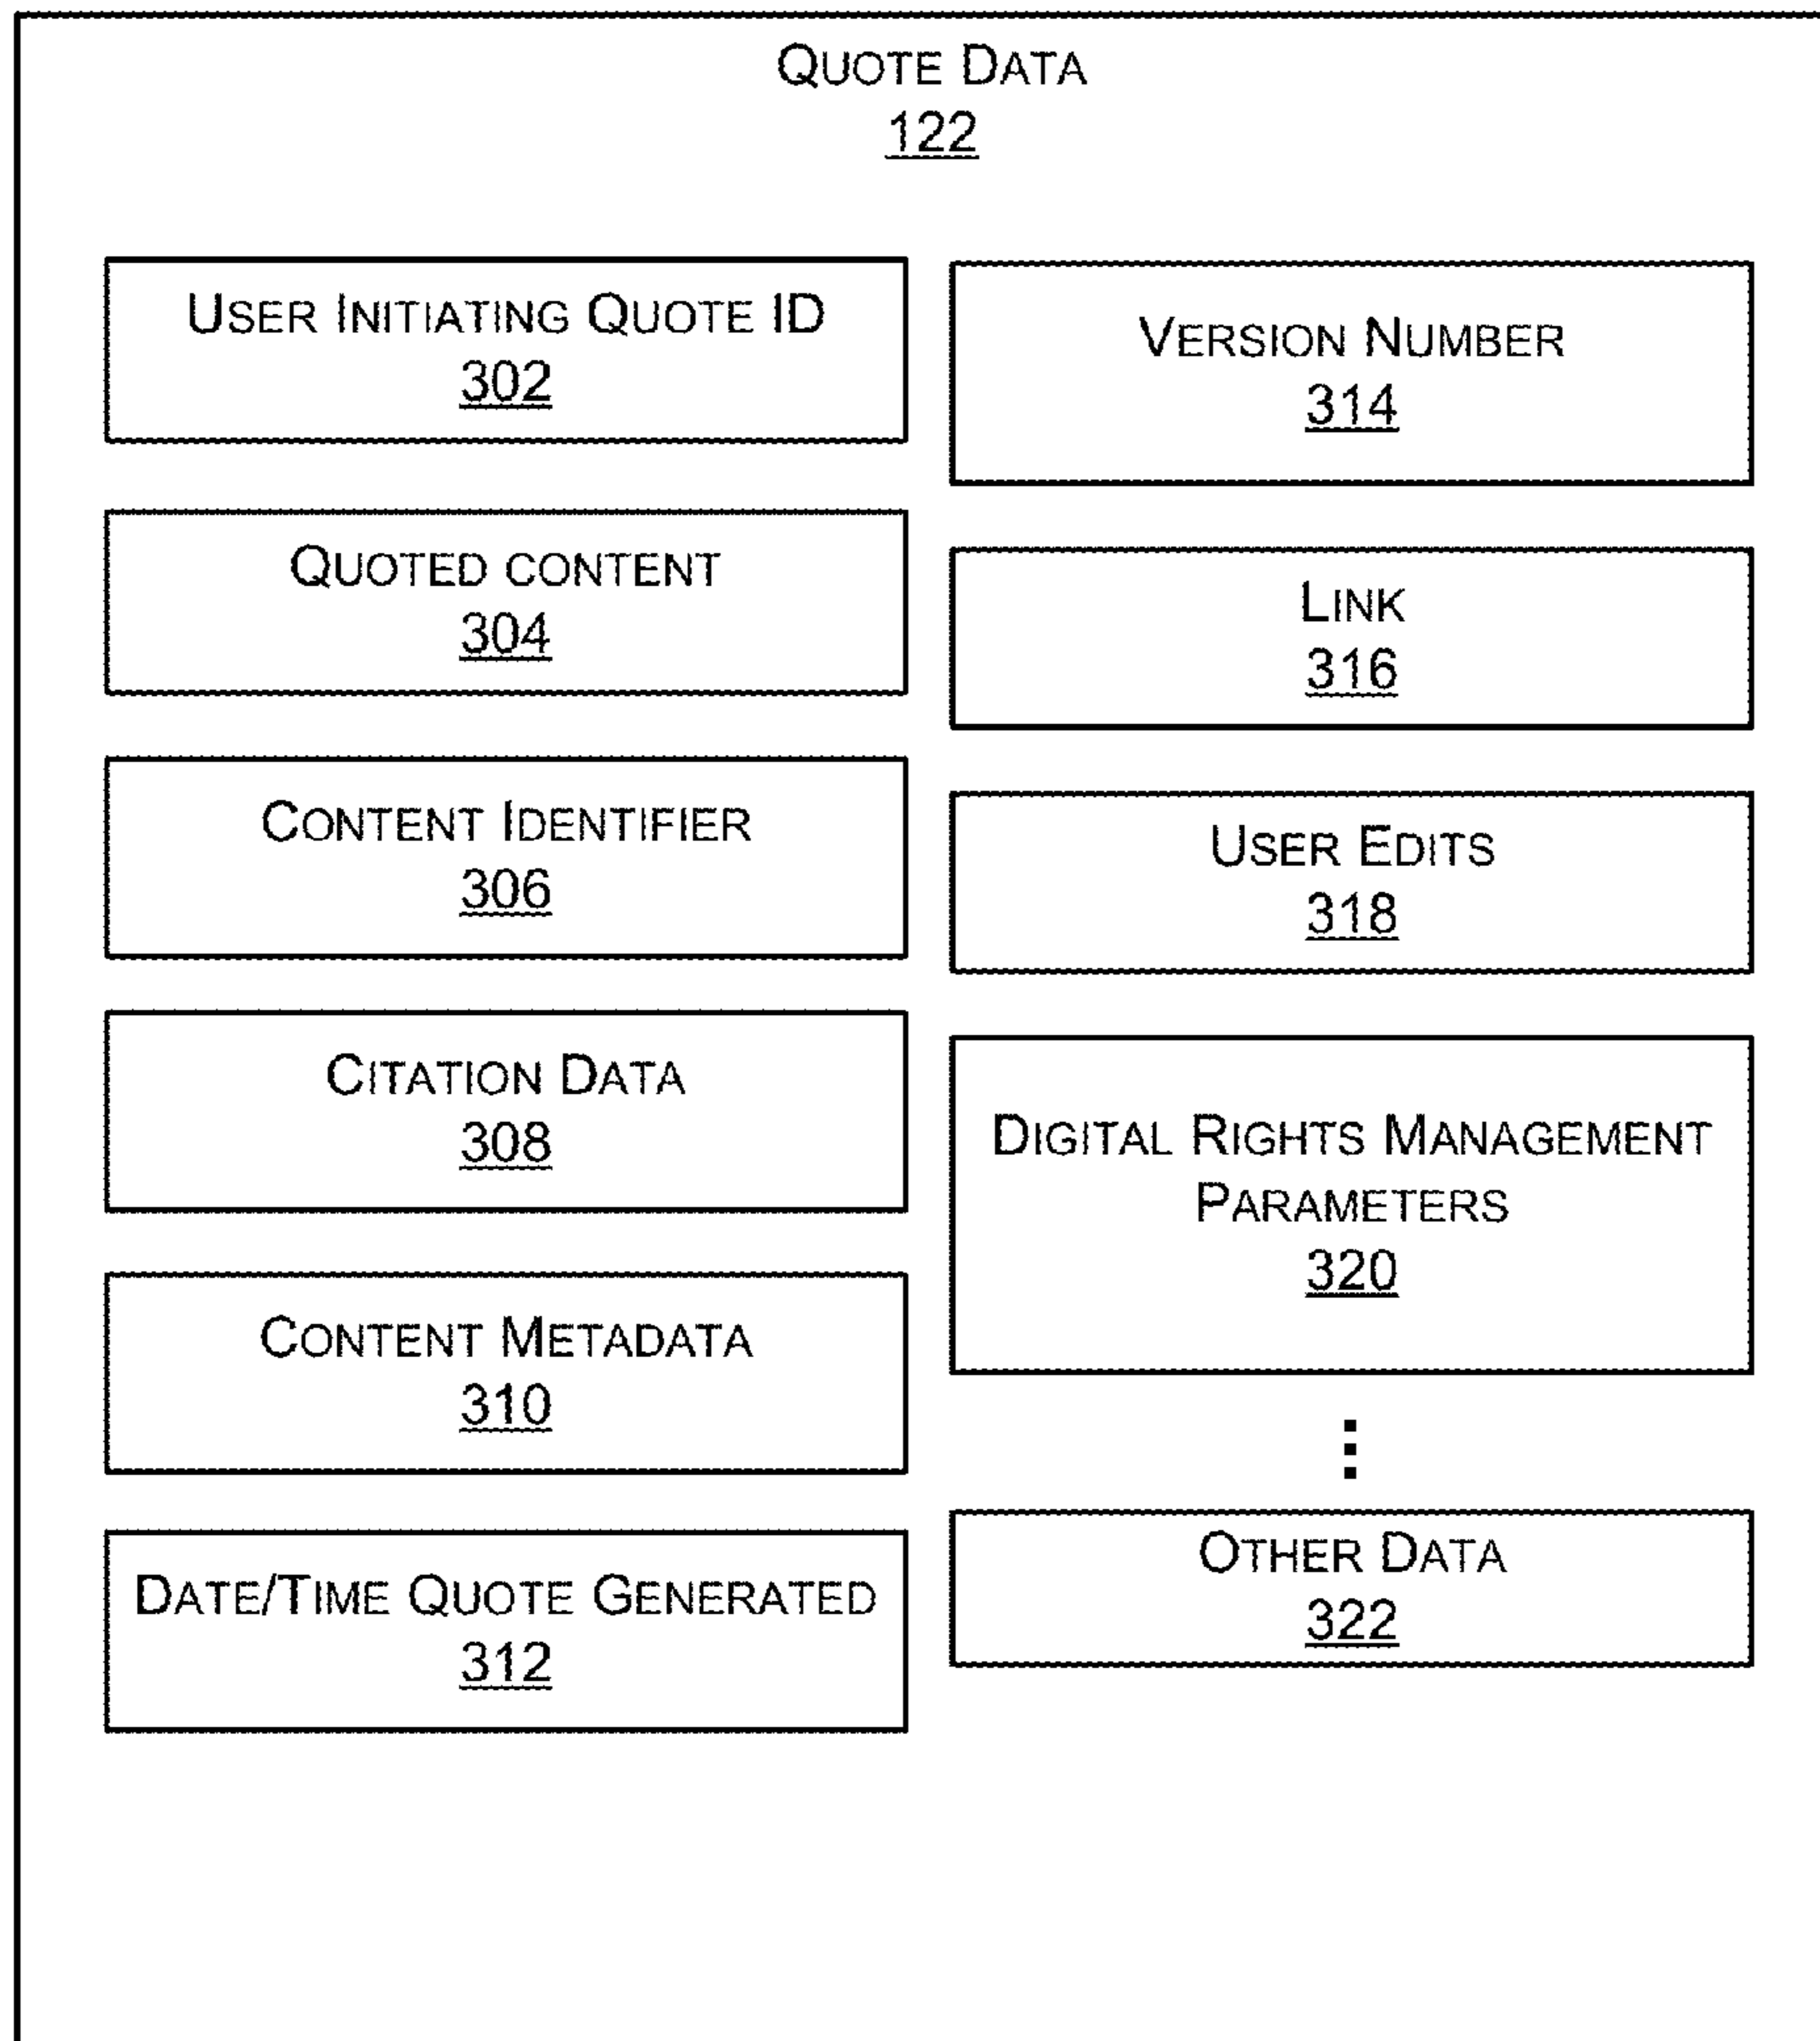 QUOTE DATA
122
USER INITIATING QUOTE ID
302
QUOTED CONTENT
304
CONTENT IDENTIFIER
306
CITATION DATA
308
CONTENT METADATA
310
DATE/TIME QUOTE GENERATED
312
VERSION NUMBER
314
LINK
316
USER EDITS
318
DIGITAL RIGHTS MANAGEMENT
PARAMETERS
320
⋮
OTHER DATA
322